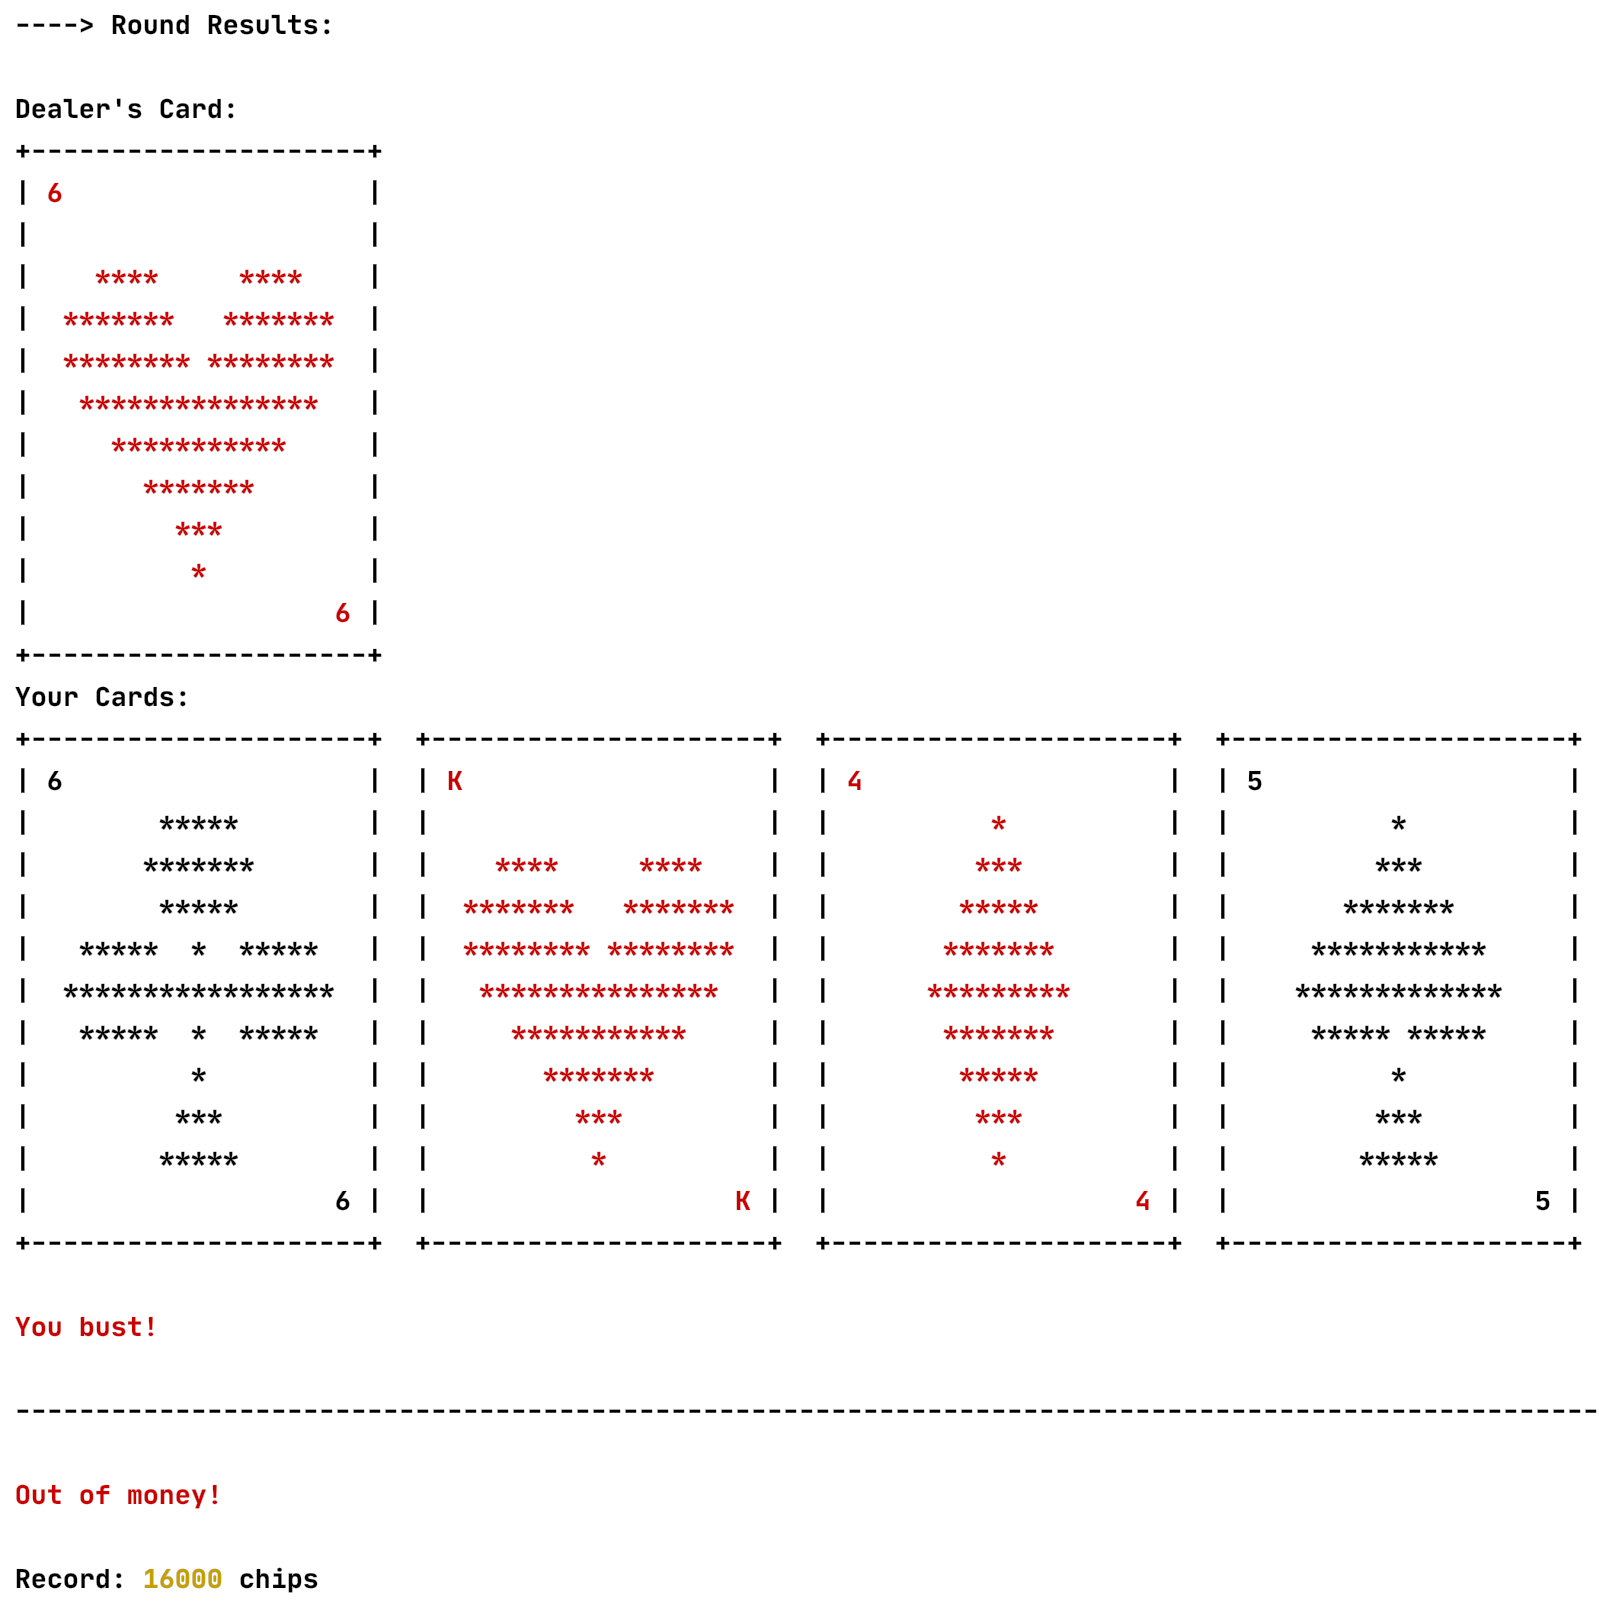 ----> Round Results:
Dealer's Card:
+---------------------+
| 6                   |
|                     |
|    ****     ****    |
|  *******   *******  |
|  ******** ********  |
|   ***************   |
|     ***********     |
|       *******       |
|         ***         |
|          *          |
|                   6 |
+---------------------+
Your Cards:
+---------------------+  +---------------------+  +---------------------+  +---------------------+
| 6                   |  | K                   |  | 4                   |  | 5                   |
|        *****        |  |                     |  |          *          |  |          *          |
|       *******       |  |    ****     ****    |  |         ***         |  |         ***         |
|        *****        |  |  *******   *******  |  |        *****        |  |       *******       |
|   *****  *  *****   |  |  ******** ********  |  |       *******       |  |     ***********     |
|  *****************  |  |   ***************   |  |      *********      |  |    *************    |
|   *****  *  *****   |  |     ***********     |  |       *******       |  |     ***** *****     |
|          *          |  |       *******       |  |        *****        |  |          *          |
|         ***         |  |         ***         |  |         ***         |  |         ***         |
|        *****        |  |          *          |  |          *          |  |        *****        |
|                   6 |  |                   K |  |                   4 |  |                   5 |
+---------------------+  +---------------------+  +---------------------+  +---------------------+
You bust!
---------------------------------------------------------------------------------------------------
Out of money!
Record: 16000 chips